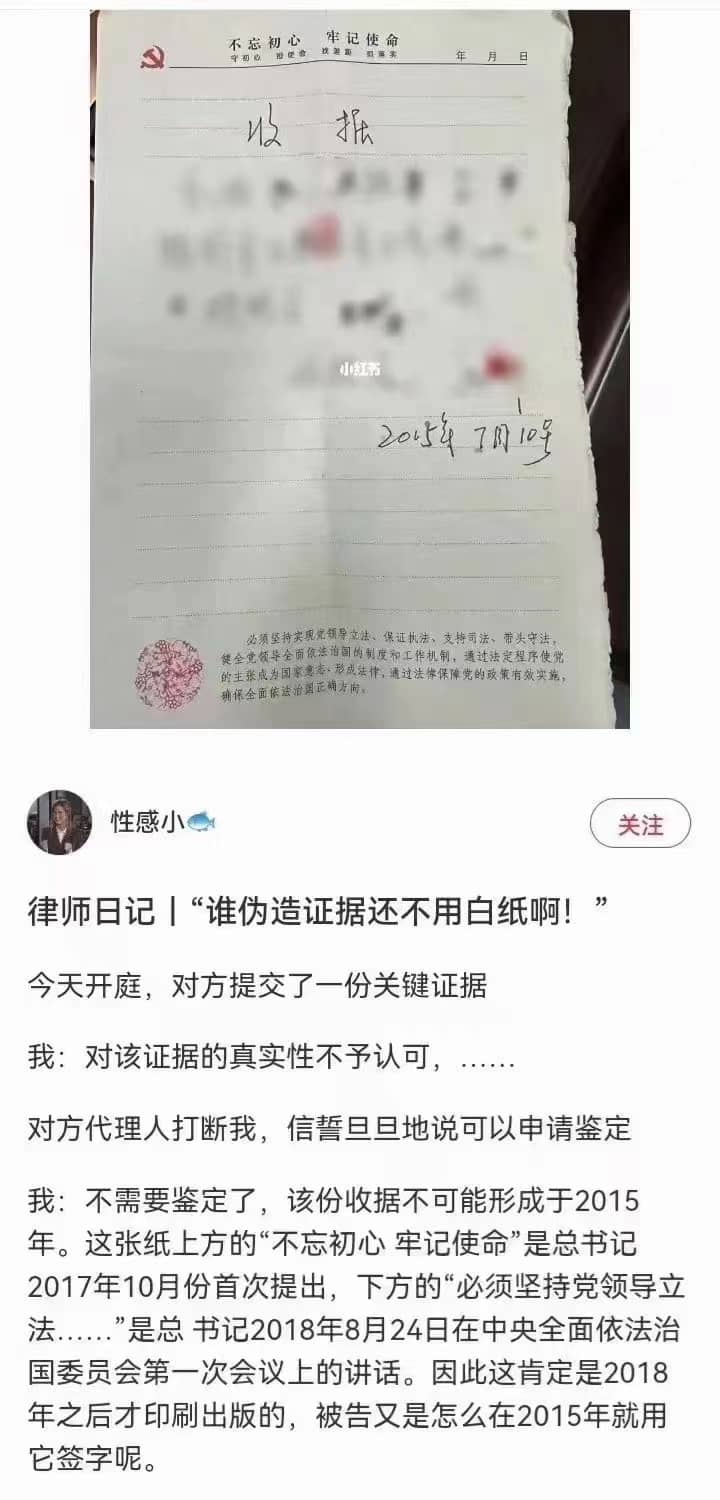 不忘初心 牢记使命
守初心 担使命 找差距 抓落实
年 月 日
收 据
小红书
2015年7月10号
必须坚持实现党领导立法、保证执法、支持司法、带头守法，
健全党领导全面依法治国的制度和工作机制，通过法定程序使党
的主张成为国家意志、形成法律，通过法律保障党的政策有效实施，
确保全面依法治国正确方向。
性感小🐟
关注
律师日记丨“谁伪造证据还不用白纸啊！”
今天开庭，对方提交了一份关键证据
我：对该证据的真实性不予认可，……
对方代理人打断我，信誓旦旦地说可以申请鉴定
我：不需要鉴定了，该份收据不可能形成于2015
年。这张纸上方的“不忘初心 牢记使命”是总书记
2017年10月份首次提出，下方的“必须坚持党领导立
法……”是总 书记2018年8月24日在中央全面依法治
国委员会第一次会议上的讲话。因此这肯定是2018
年之后才印刷出版的，被告又是怎么在2015年就用
它签字呢。